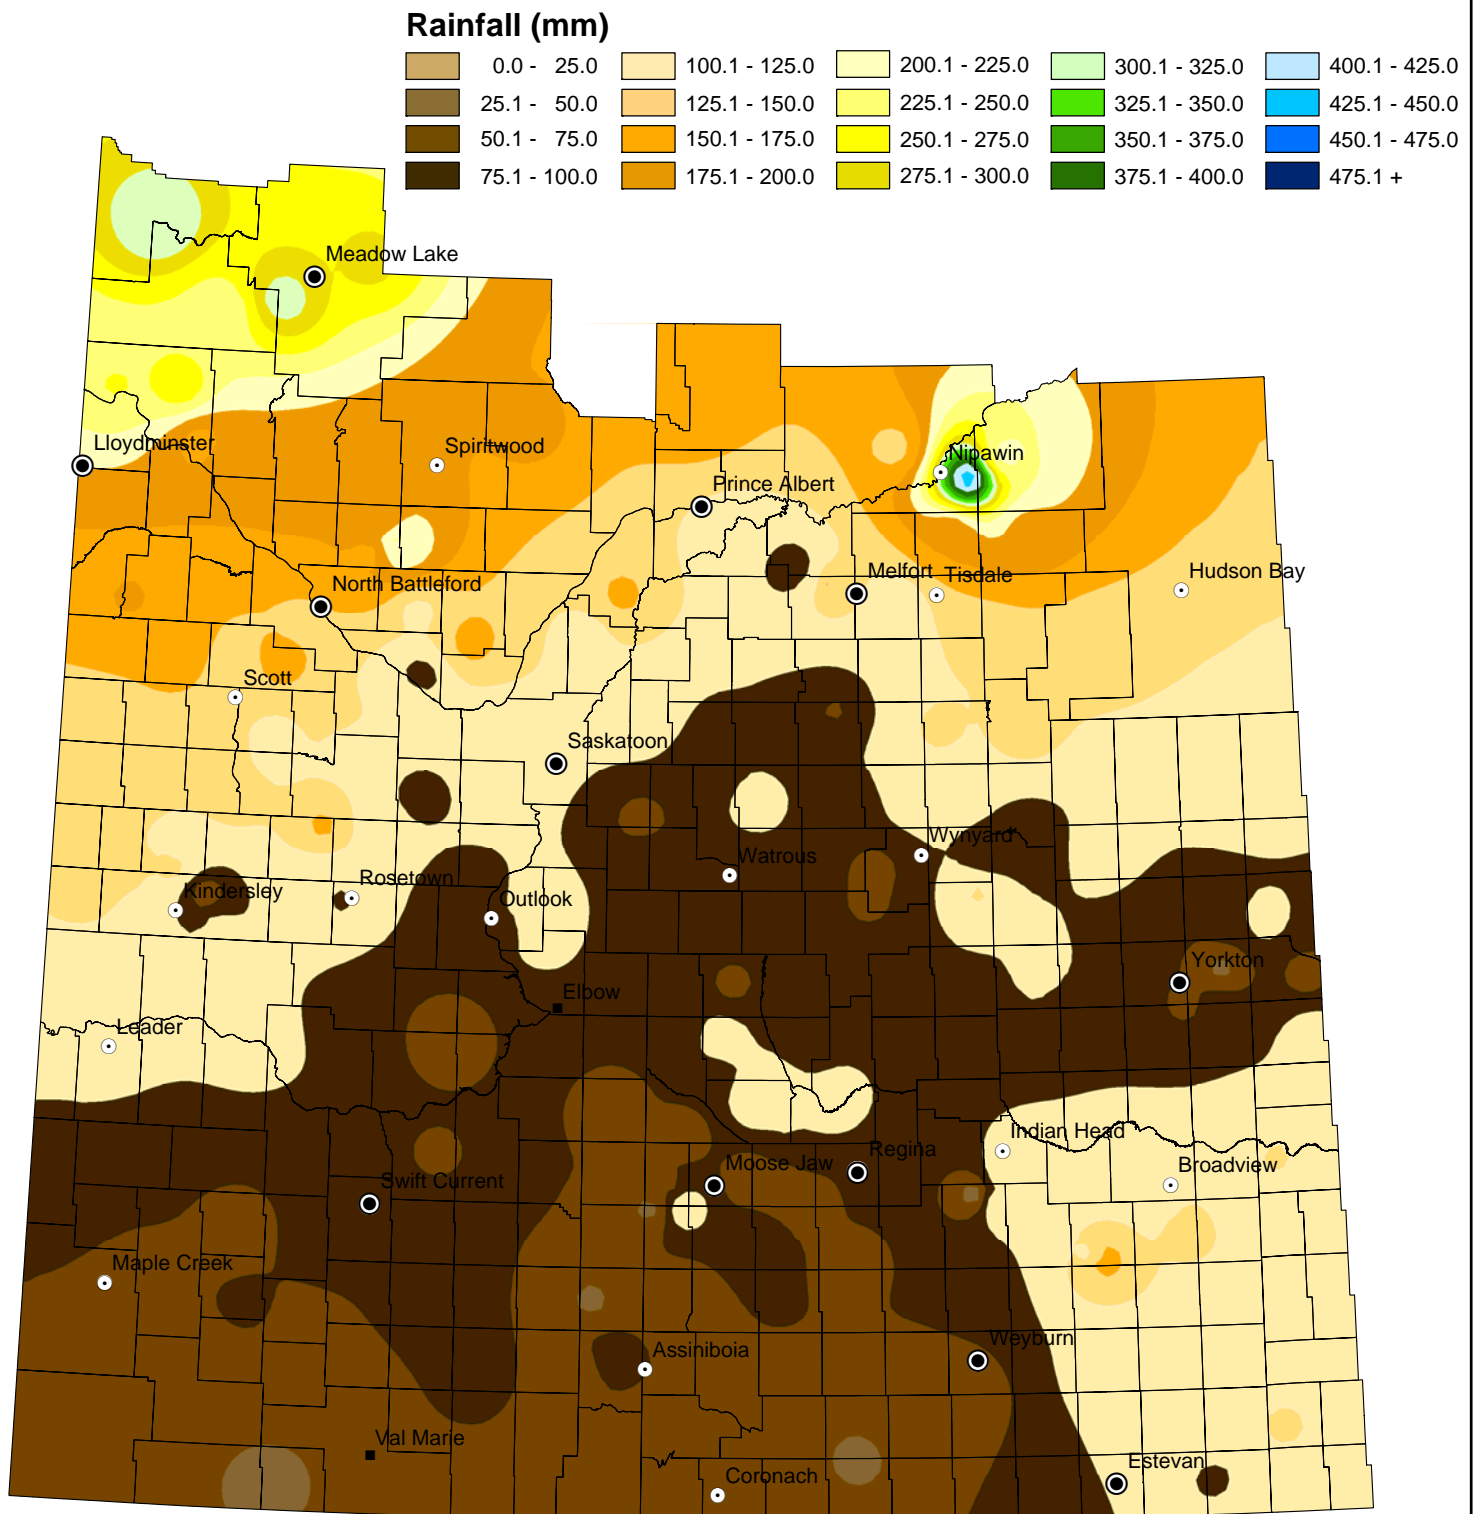 Rainfall (mm)
0.0 - 25.0 100.1 - 125.0 200.1 - 225.0 300.1 - 325.0 400.1 - 425.0
25.1 - 50.0 125.1 - 150.0 225.1 - 250.0 325.1 - 350.0 425.1 - 450.0
50.1 - 75.0 150.1 - 175.0 250.1 - 275.0 350.1 - 375.0 450.1 - 475.0
75.1 - 100.0 175.1 - 200.0 275.1 - 300.0 375.1 - 400.0 475.1 +
Meadow Lake
Lloydminster
Spiritwood
Nipawin
Prince Albert
North Battleford
Melfort
Tisdale
Hudson Bay
Scott
Saskatoon
Wynyard
Watrous
Kindersley
Rosetown
Outlook
Yorkton
Elbow
Leader
Indian Head
Regina
Moose Jaw
Broadview
Swift Current
Maple Creek
Weyburn
Assiniboia
Val Marie
Estevan
Coronach